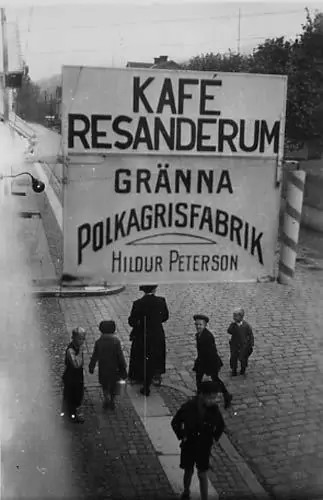 KAFÉ
RESANDERUM
GRÄNNA
POLKAGRISFABRIK
HILDUR PETERSON